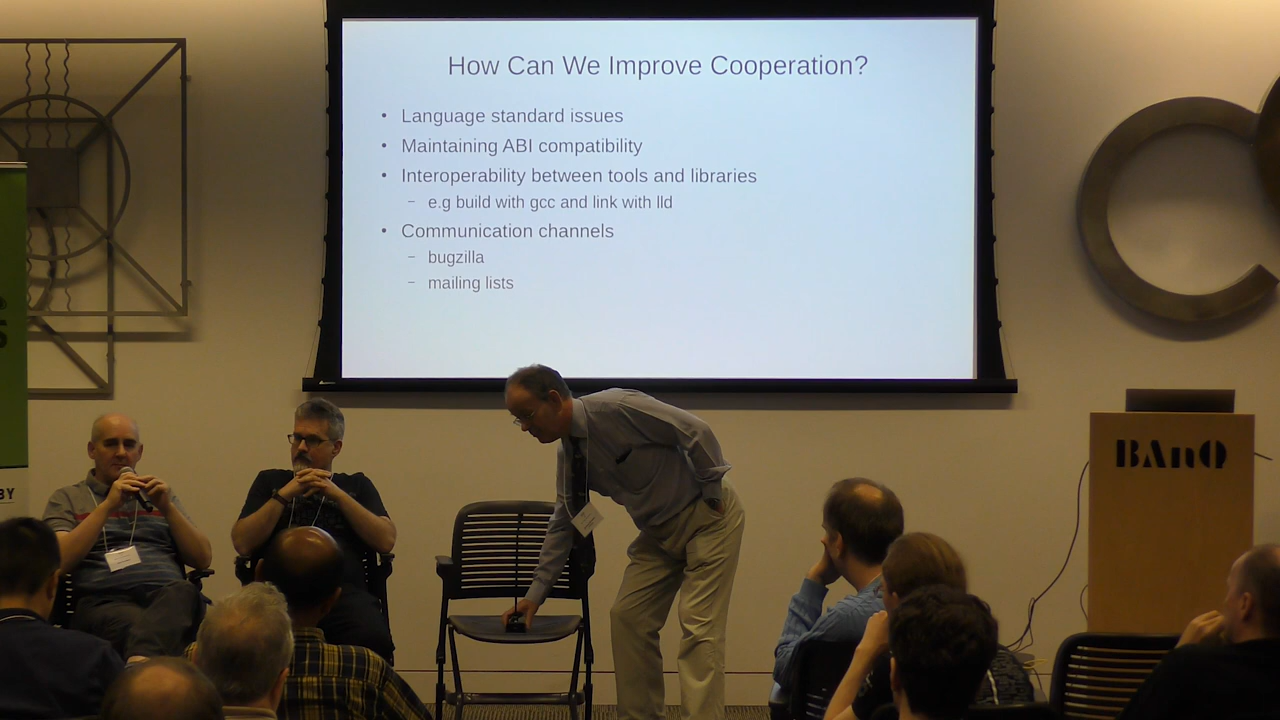 How Can We Improve Cooperation?
• Language standard issues
• Maintaining ABI compatibility
• Interoperability between tools and libraries
– e.g build with gcc and link with lld
• Communication channels
– bugzilla
– mailing lists
BAnQ
BY